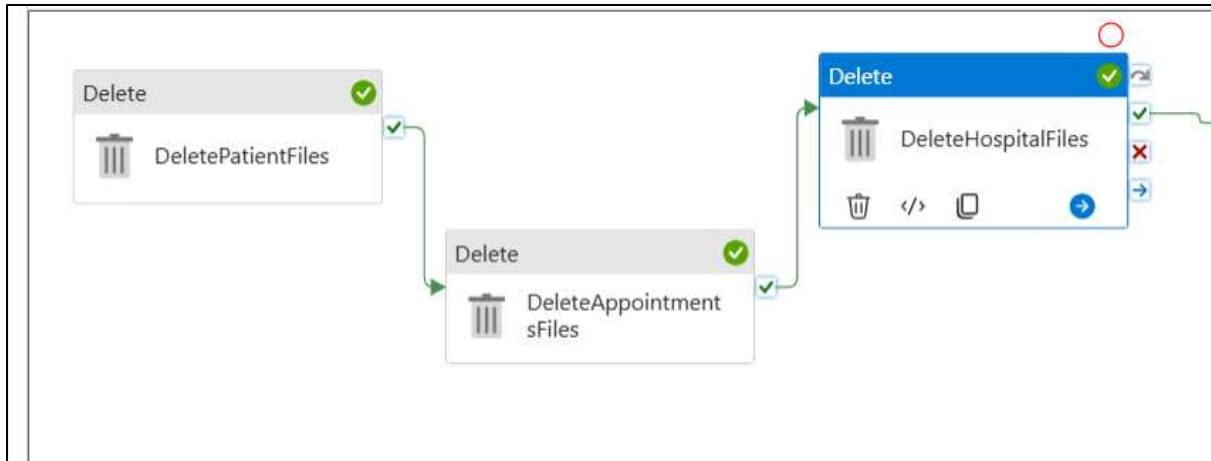 Delete
DeletePatientFiles
Delete
DeleteAppointment
sFiles
Delete
DeleteHospitalFiles